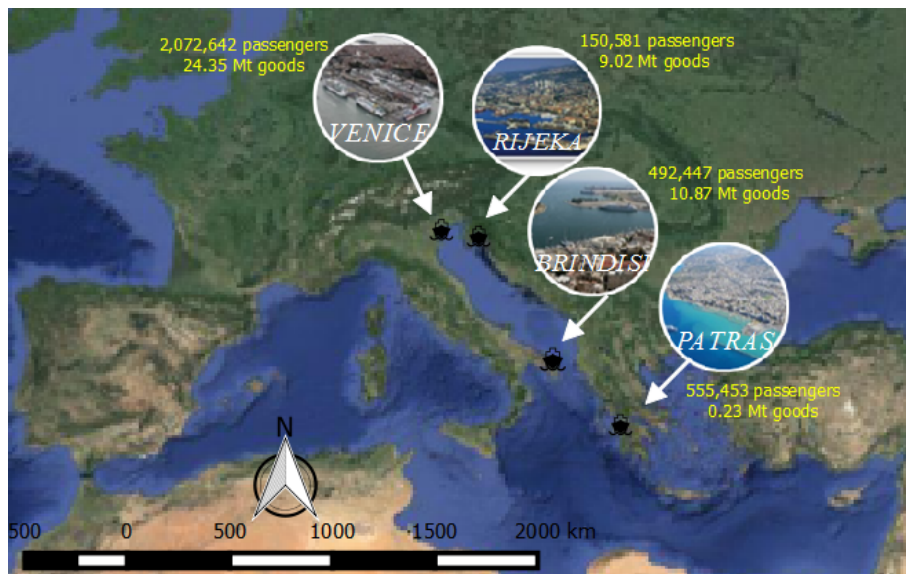 2,072,642 passengers
24.35 Mt goods
VENICE
150,581 passengers
9.02 Mt goods
RIJEKA
492,447 passengers
10.87 Mt goods
BRINDISI
PATRAS
555,453 passengers
0.23 Mt goods
N
500 0 500 1000 1500 2000 km